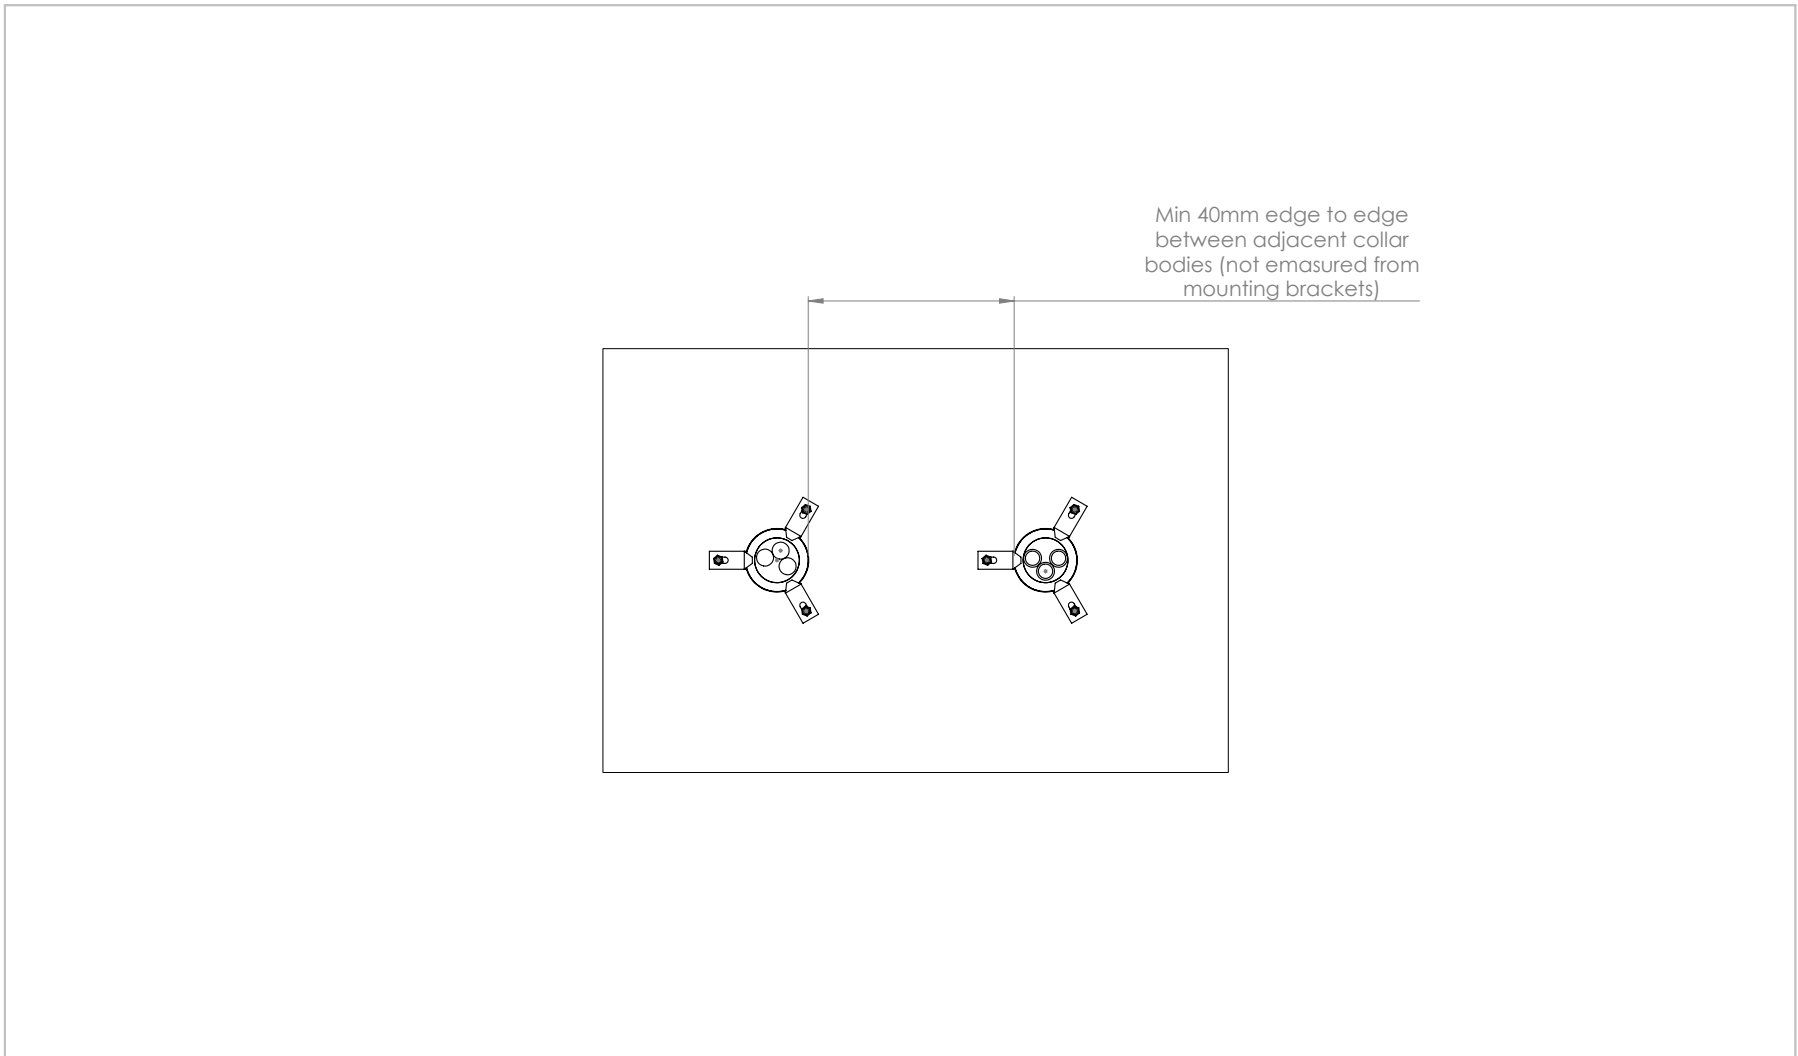 Min 40mm edge to edge
between adjacent collar
bodies (not emasured from
mounting brackets)